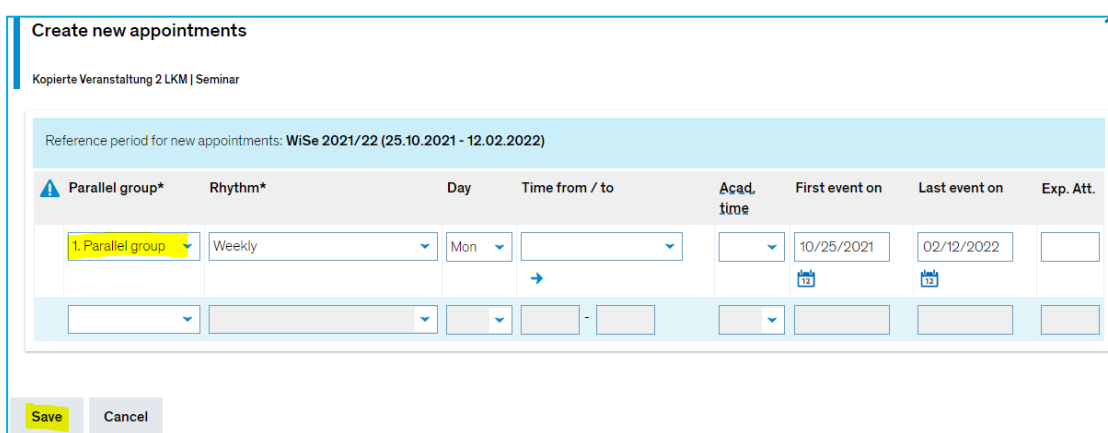 Create new appointments
Kopierte Veranstaltung 2 LKM | Seminar
Reference period for new appointments: WiSe 2021/22 (25.10.2021 - 12.02.2022)
Parallel group* Rhythm* Day Time from / to Acad. time First event on Last event on Exp. Att.
1. Parallel group Weekly Mon 10/25/2021 02/12/2022
12 12
-
Save Cancel